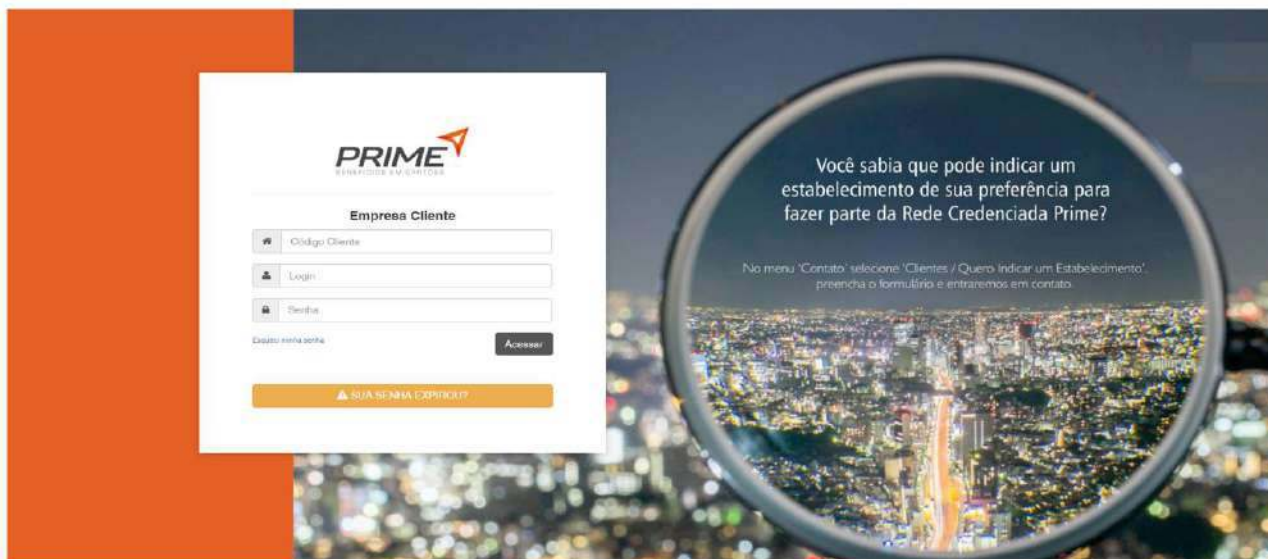 PRIME
BENEFÍCIOS EM CARTÕES
Empresa Cliente
Código Cliente
Login
Senha
Esqueci minha senha
Acessar
SUA SENHA EXPIROU?
Você sabia que pode indicar um
estabelecimento de sua preferência para
fazer parte da Rede Credenciada Prime?
No menu 'Contato' selecione 'Clientes / Quero Indicar um Estabelecimento',
preencha o formulário e entraremos em contato.